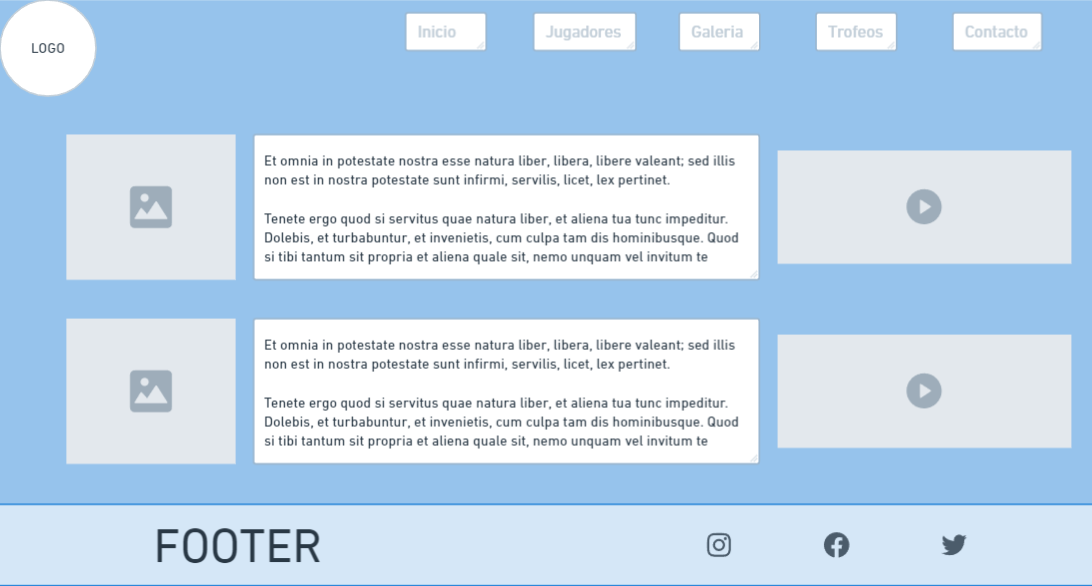 LOGO
Inicio
Jugadores
Galeria
Trofeos
Contacto
Et omnia in potestate nostra esse natura liber, libera, libere valeant; sed illis
non est in nostra potestate sunt infirmi, servilis, licet, lex pertinet.
Tenete ergo quod si servitus quae natura liber, et aliena tua tunc impeditur.
Dolebis, et turbabuntur, et invenietis, cum culpa tam dis hominibusque. Quod
si tibi tantum sit propria et aliena quale sit, nemo unquam vel invitum te
Et omnia in potestate nostra esse natura liber, libera, libere valeant; sed illis
non est in nostra potestate sunt infirmi, servilis, licet, lex pertinet.
Tenete ergo quod si servitus quae natura liber, et aliena tua tunc impeditur.
Dolebis, et turbabuntur, et invenietis, cum culpa tam dis hominibusque. Quod
si tibi tantum sit propria et aliena quale sit, nemo unquam vel invitum te
FOOTER